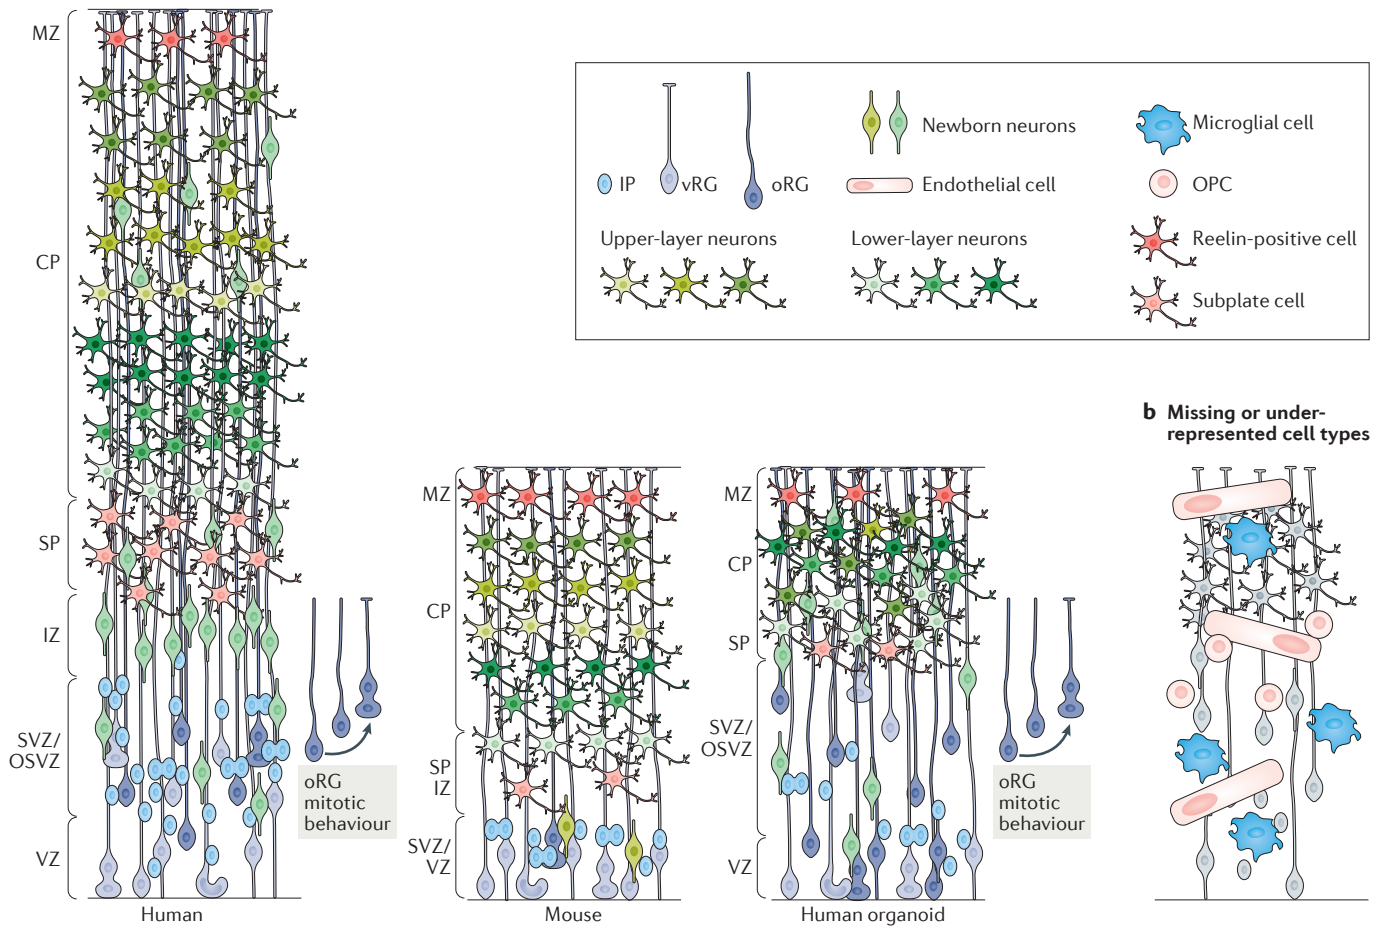 MZ
CP
SP
IZ
SVZ/
OSVZ
VZ
Human
oRG
mitotic
behaviour
IP
vRG
oRG
Newborn neurons
Endothelial cell
Microglial cell
OPC
Upper-layer neurons
Lower-layer neurons
Reelin-positive cell
Subplate cell
MZ
CP
SP
IZ
SVZ/
VZ
Mouse
MZ
CP
SP
SVZ/
OSVZ
VZ
Human organoid
oRG
mitotic
behaviour
b Missing or under-
represented cell types